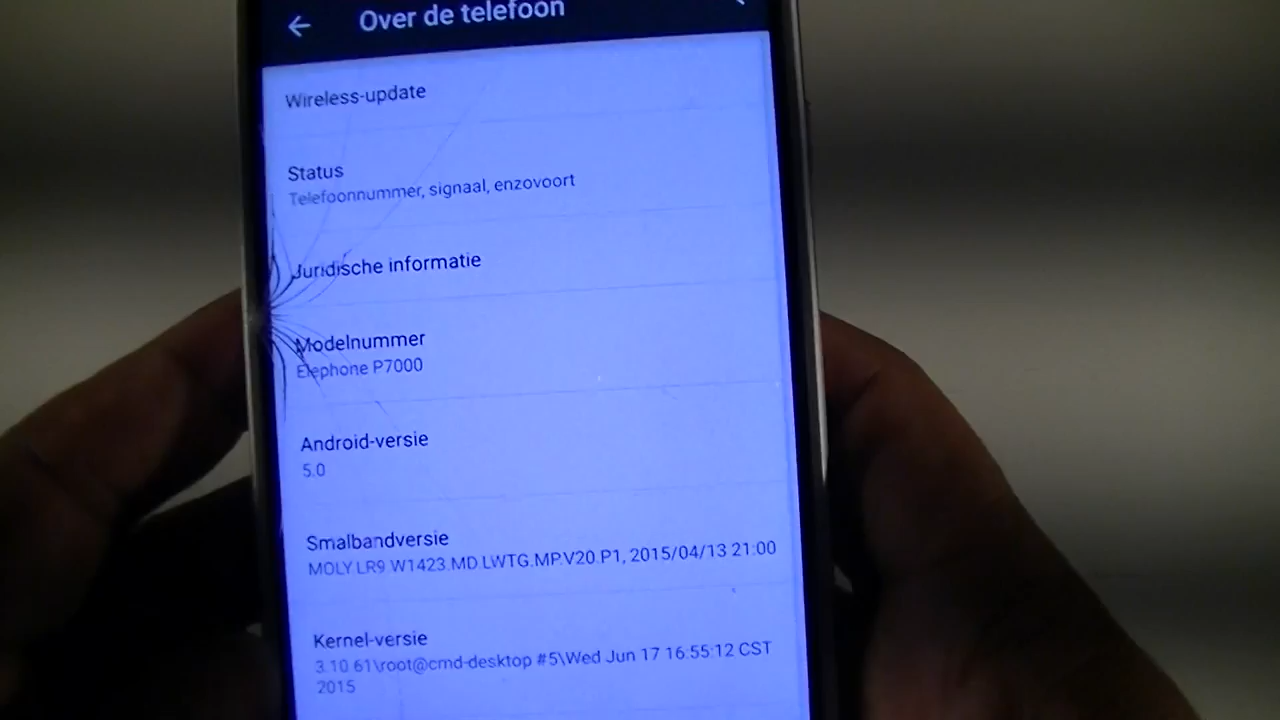 Over de telefoon
Wireless-update
Status
Telefoonnummer, signaal, enzovoort
Juridische informatie
Modelnummer
Elephone P7000
Android-versie
5.0
Smalbandversie
MOLY.LR9.W1423.MD.LWTG.MP.V20.P1, 2015/04/13 21:00
Kernel-versie
3.10.61\root@cmd-desktop #5\Wed Jun 17 16:55:12 CST
2015